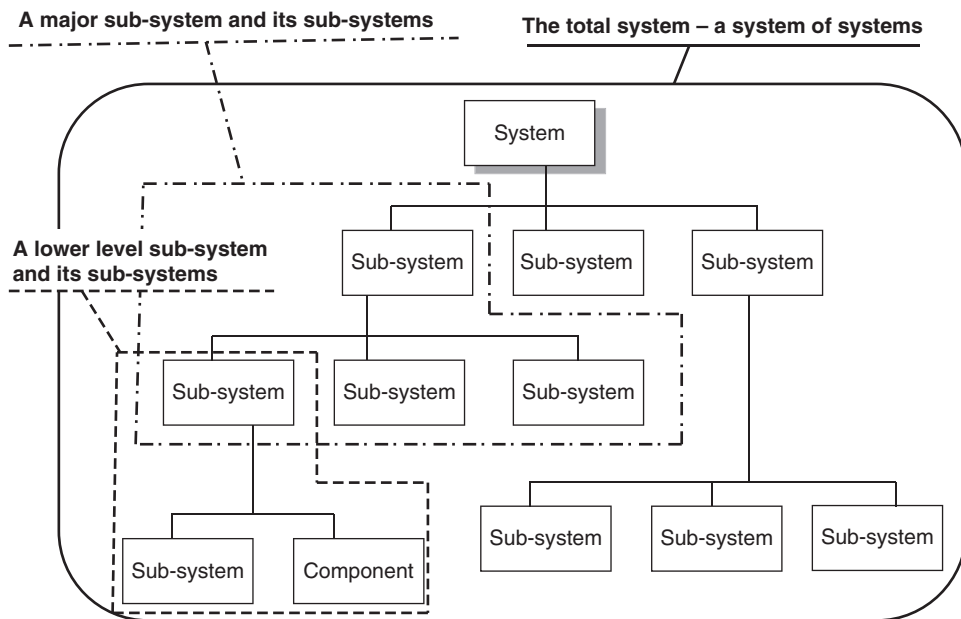 A major sub-system and its sub-systems
The total system – a system of systems
System
A lower level sub-system
and its sub-systems
Sub-system
Sub-system
Sub-system
Sub-system
Sub-system
Sub-system
Sub-system
Sub-system
Sub-system
Sub-system
Component